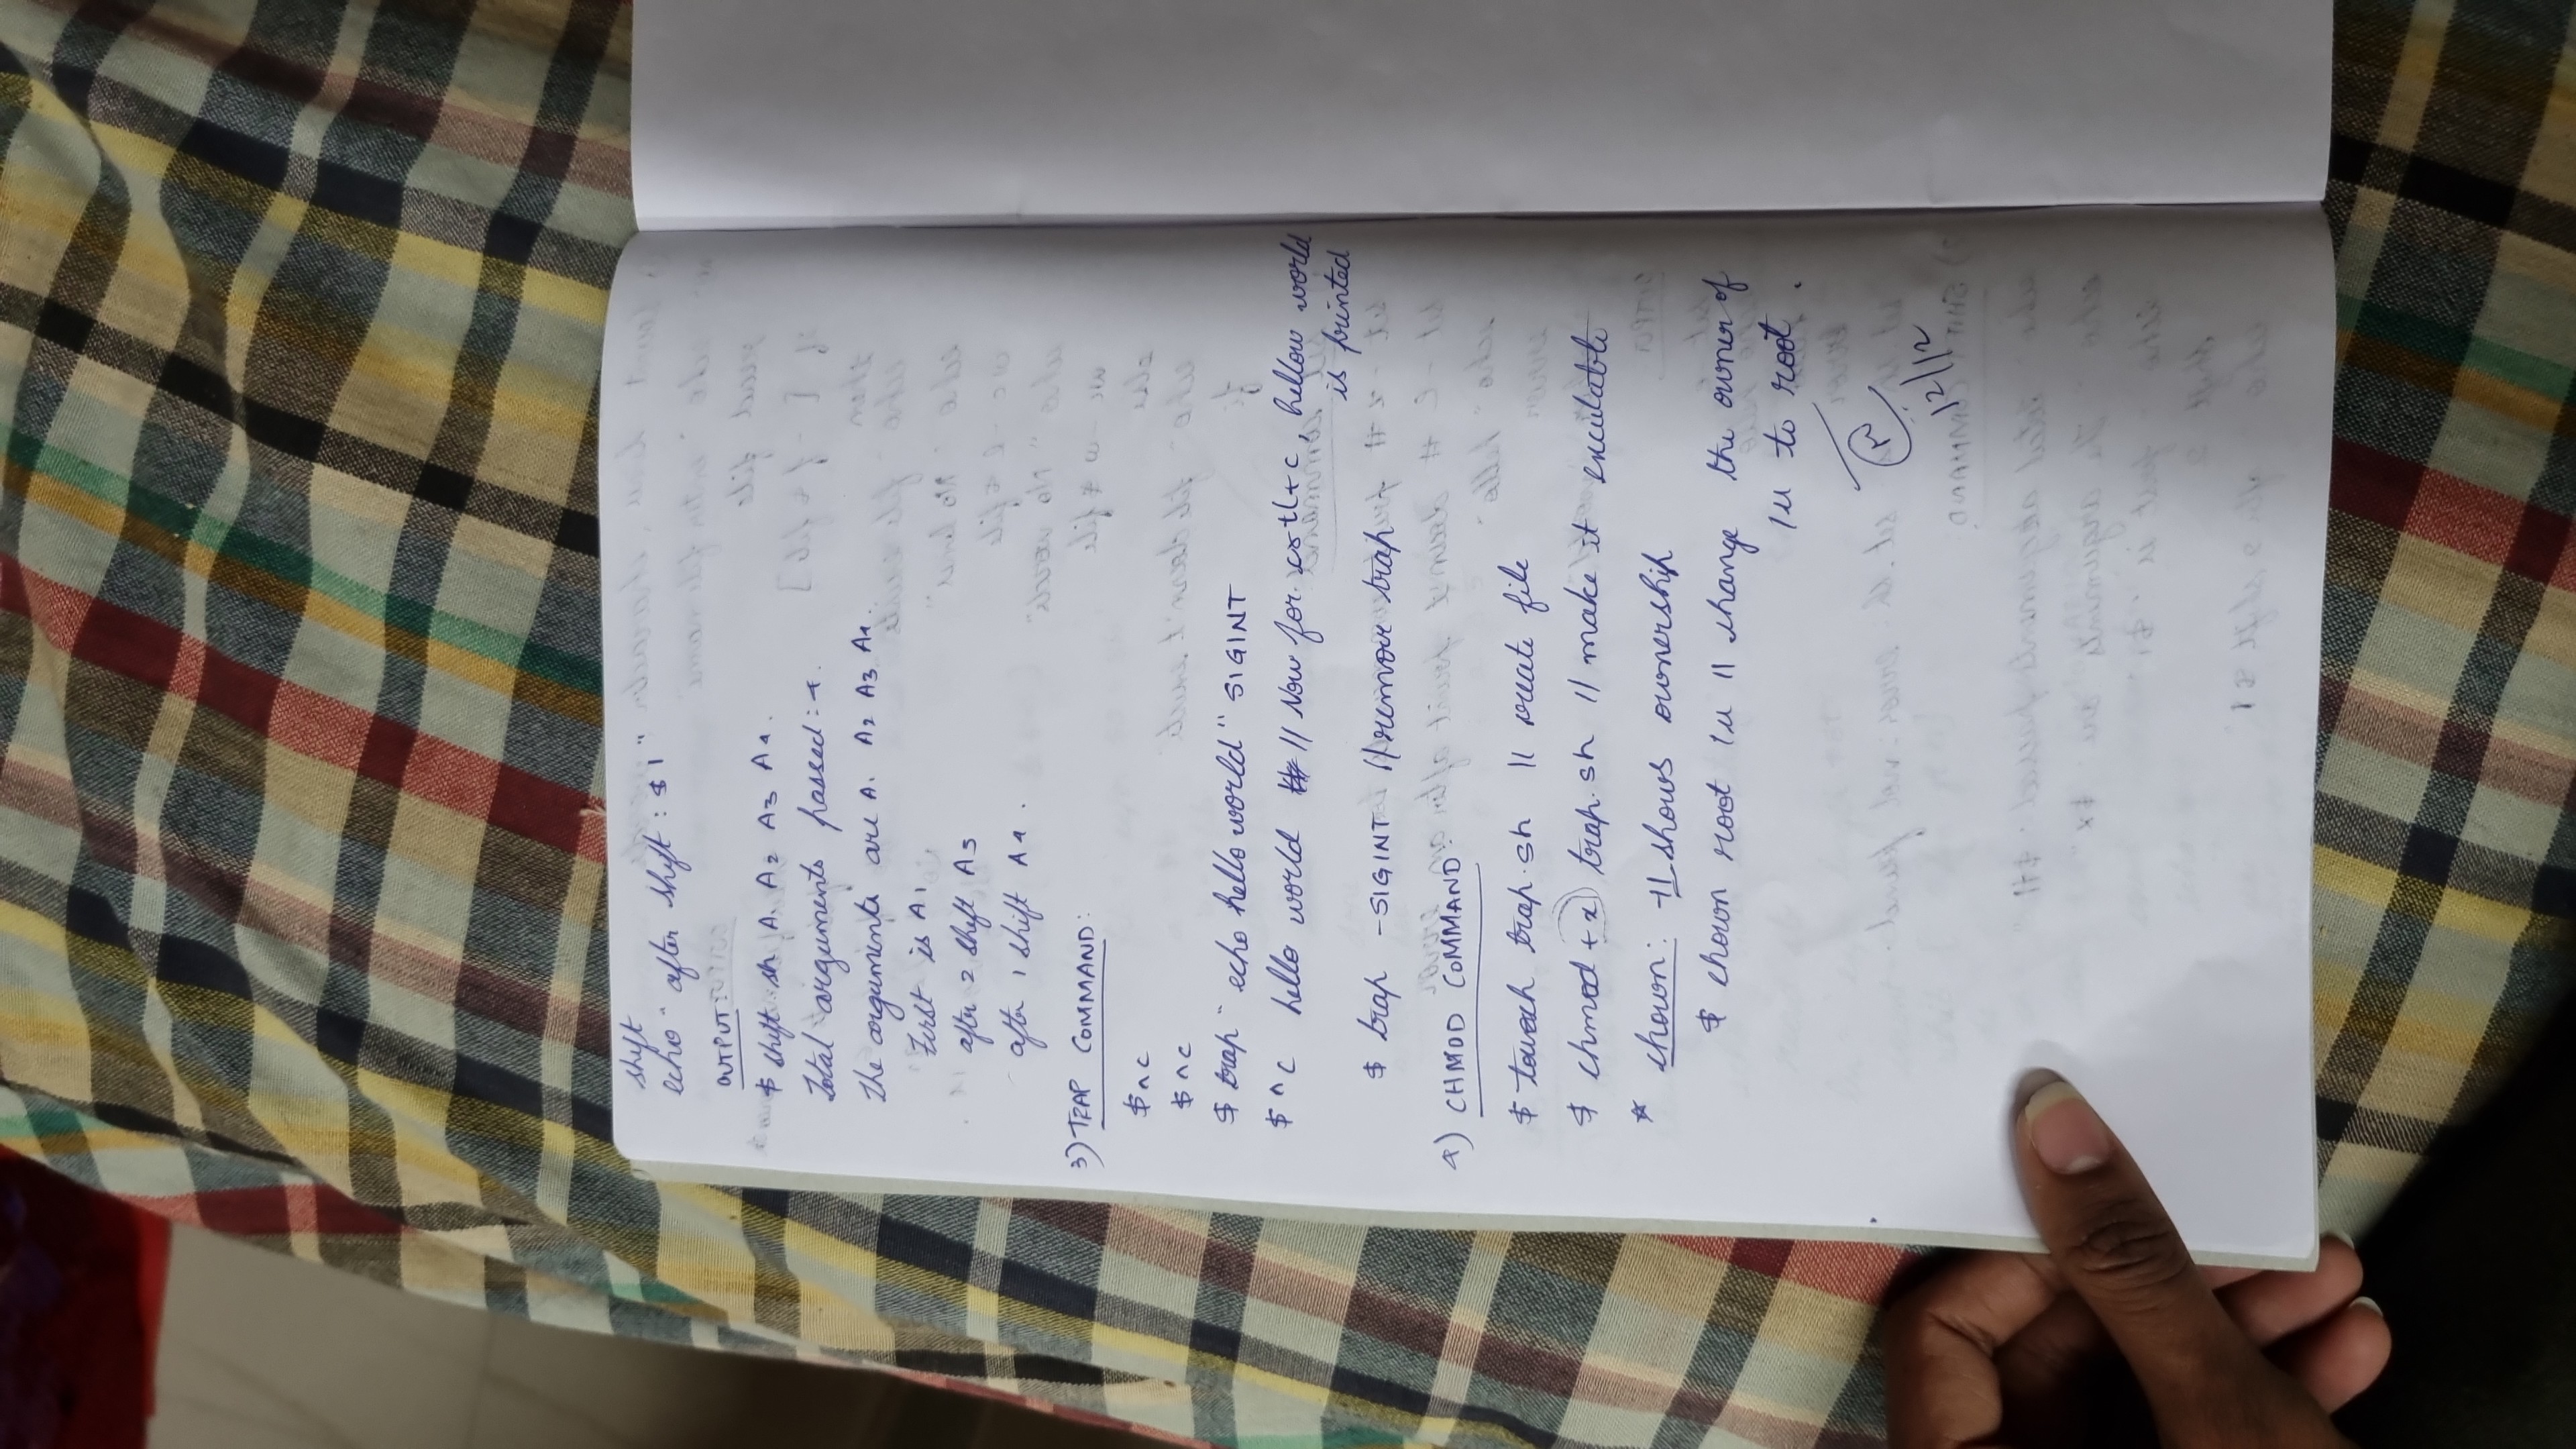 shift
echo " after shift : $1 "
OUTPUT:
$ shift.sh A1 A2 A3 A4.
Total arguments passed : 4.
The arguments are A1 A2 A3 A4.
First is A1
after 2 shift A3
after 1 shift A4.
3) TRAP COMMAND:
$ ^c
$ ^c
$ trap " echo hello world " SIGINT
$ ^c hello world // Now for cxtl+c, hellow world
is printed
$ trap -SIGINT // remove trap
4) CHMOD COMMAND:
$ touch trap.sh // create file
$ chmod +x trap.sh // make it exculatble
* chown: // shows ownership
$ chown root /u // change the owner of
/u to root.
12/12